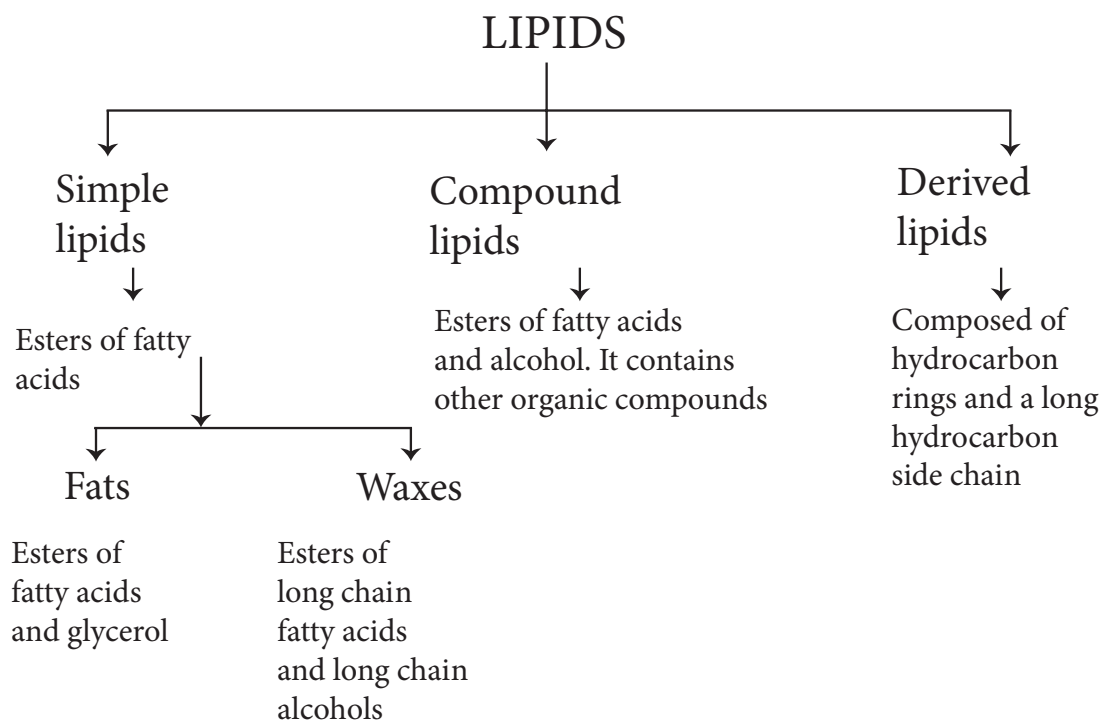 LIPIDS
Simple
lipids
Compound
lipids
Derived
lipids
Esters of fatty
acids
Esters of fatty acids
and alcohol. It contains
other organic compounds
Composed of
hydrocarbon
rings and a long
hydrocarbon
side chain
Fats
Waxes
Esters of
fatty acids
and glycerol
Esters of
long chain
fatty acids
and long chain
alcohols